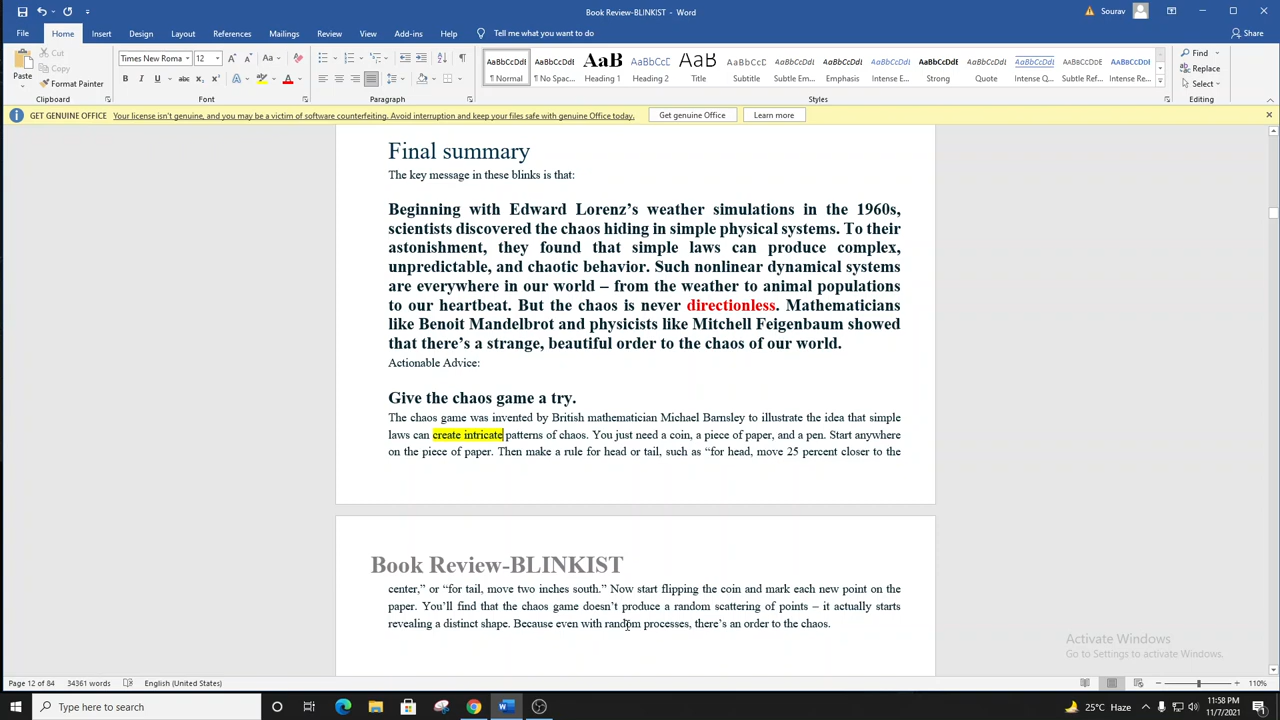 Book Review-BLINKIST - Word
Sourav
File Home Insert Design Layout References Mailings Review View Add-ins Help Tell me what you want to do
Share
Paste
Cut
Copy
Format Painter
Clipboard
Times New Roma 12
Font
Paragraph
AaBbCcDdI AaBbCcDdI AaB AaBbCcC AaB AaBbCcD AaBbCcDdI AaBbCcDdI AaBbCcDdI AaBbCcDdI AaBbCcDdI AaBbCcDdI AaBbCcDdE AaBbCcDdI
¶ Normal ¶ No Spac... Heading 1 Heading 2 Title Subtitle Subtle Em... Emphasis Intense E... Strong Quote Intense Q... Subtle Ref... Intense Re...
Styles
Find
Replace
Select
Editing
GET GENUINE OFFICE Your license isn't genuine, and you may be a victim of software counterfeiting. Avoid interruption and keep your files safe with genuine Office today. Get genuine Office Learn more
Final summary
The key message in these blinks is that:
Beginning with Edward Lorenz’s weather simulations in the 1960s,
scientists discovered the chaos hiding in simple physical systems. To their
astonishment, they found that simple laws can produce complex,
unpredictable, and chaotic behavior. Such nonlinear dynamical systems
are everywhere in our world – from the weather to animal populations
to our heartbeat. But the chaos is never directionless. Mathematicians
like Benoit Mandelbrot and physicists like Mitchell Feigenbaum showed
that there’s a strange, beautiful order to the chaos of our world.
Actionable Advice:
Give the chaos game a try.
The chaos game was invented by British mathematician Michael Barnsley to illustrate the idea that simple
laws can create intricate patterns of chaos. You just need a coin, a piece of paper, and a pen. Start anywhere
on the piece of paper. Then make a rule for head or tail, such as “for head, move 25 percent closer to the
Book Review-BLINKIST
center,” or “for tail, move two inches south.” Now start flipping the coin and mark each new point on the
paper. You’ll find that the chaos game doesn’t produce a random scattering of points – it actually starts
revealing a distinct shape. Because even with random processes, there’s an order to the chaos.
Activate Windows
Go to Settings to activate Windows.
Page 12 of 84 34361 words English (United States) 110%
Type here to search
25°C Haze
11:58 PM
11/7/2021